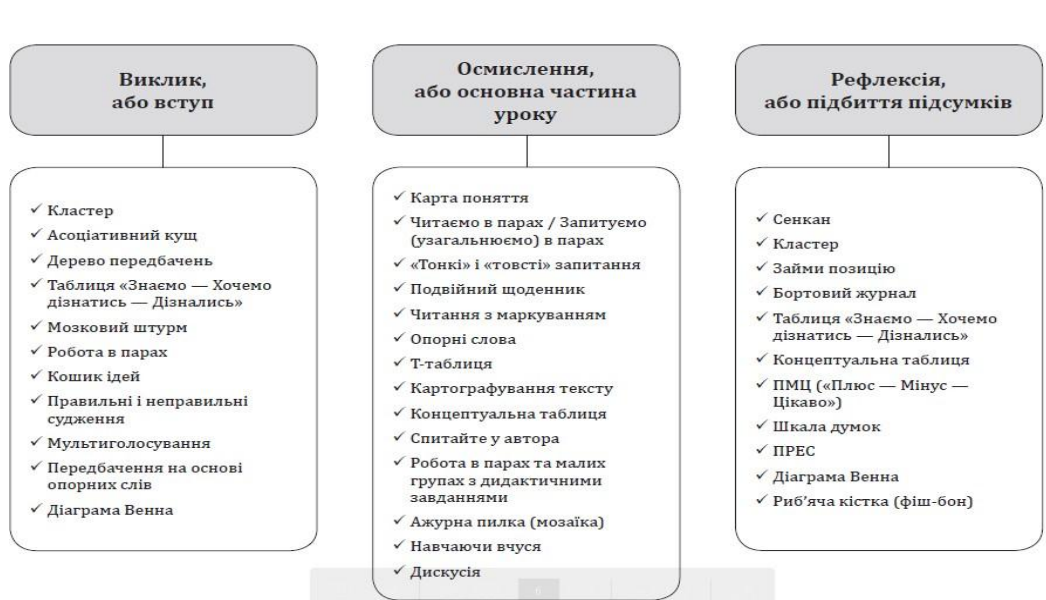 Виклик,
або вступ
✓ Кластер
✓ Асоціативний кущ
✓ Дерево передбачень
✓ Таблиця «Знаємо — Хочемо
дізнатись — Дізнались»
✓ Мозковий штурм
✓ Робота в парах
✓ Кошик ідей
✓ Правильні і неправильні
судження
✓ Мультиголосування
✓ Передбачення на основі
опорних слів
✓ Діаграма Венна
Осмислення,
або основна частина
уроку
✓ Карта поняття
✓ Читаємо в парах / Запитуємо
(узагальнюємо) в парах
✓ «Тонкі» і «товсті» запитання
✓ Подвійний щоденник
✓ Читання з маркуванням
✓ Опорні слова
✓ Т-таблиця
✓ Картографування тексту
✓ Концептуальна таблиця
✓ Спитайте у автора
✓ Робота в парах та малих
групах з дидактичними
завданнями
✓ Ажурна пилка (мозаїка)
✓ Навчаючи вчуся
✓ Дискусія
Рефлексія,
або підбиття підсумків
✓ Сенкан
✓ Кластер
✓ Займи позицію
✓ Бортовий журнал
✓ Таблиця «Знаємо — Хочемо
дізнатись — Дізнались»
✓ Концептуальна таблиця
✓ ПМЦ («Плюс — Мінус —
Цікаво»)
✓ Шкала думок
✓ ПРЕС
✓ Діаграма Венна
✓ Риб’яча кістка (фіш-бон)